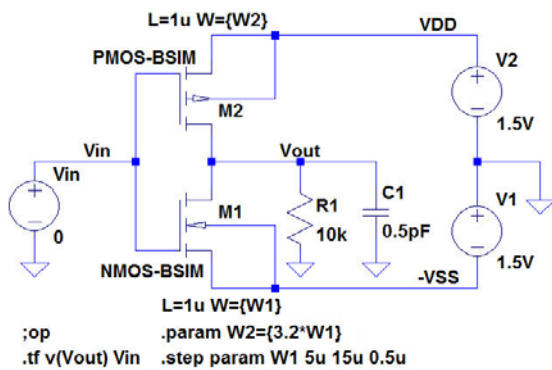 L=1u W={W2}
VDD
PMOS-BSIM
V2
M2
1.5V
Vin
Vout
Vin
C1
M1
R1
V1
0
10k
0.5pF
1.5V
NMOS-BSIM
-VSS
L=1u W={W1}
;op
.param W2={3.2*W1}
.tf v(Vout) Vin
.step param W1 5u 15u 0.5u